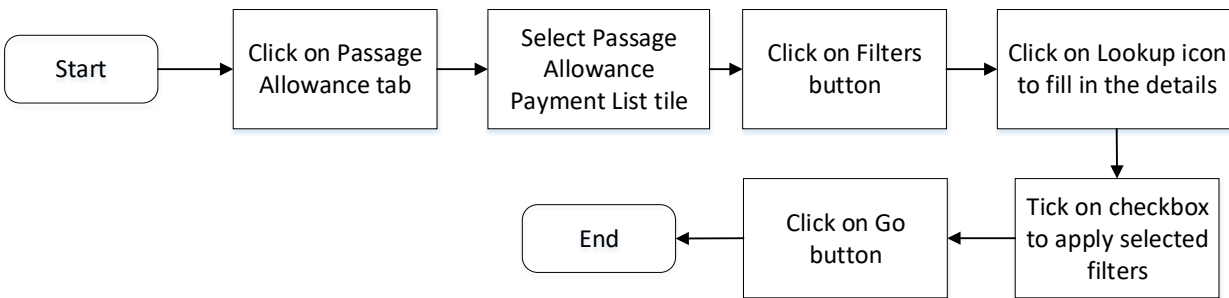 Start
Click on Passage
Allowance tab
Select Passage
Allowance
Payment List tile
Click on Filters
button
Click on Lookup icon
to fill in the details
Tick on checkbox
to apply selected
filters
Click on Go
button
End